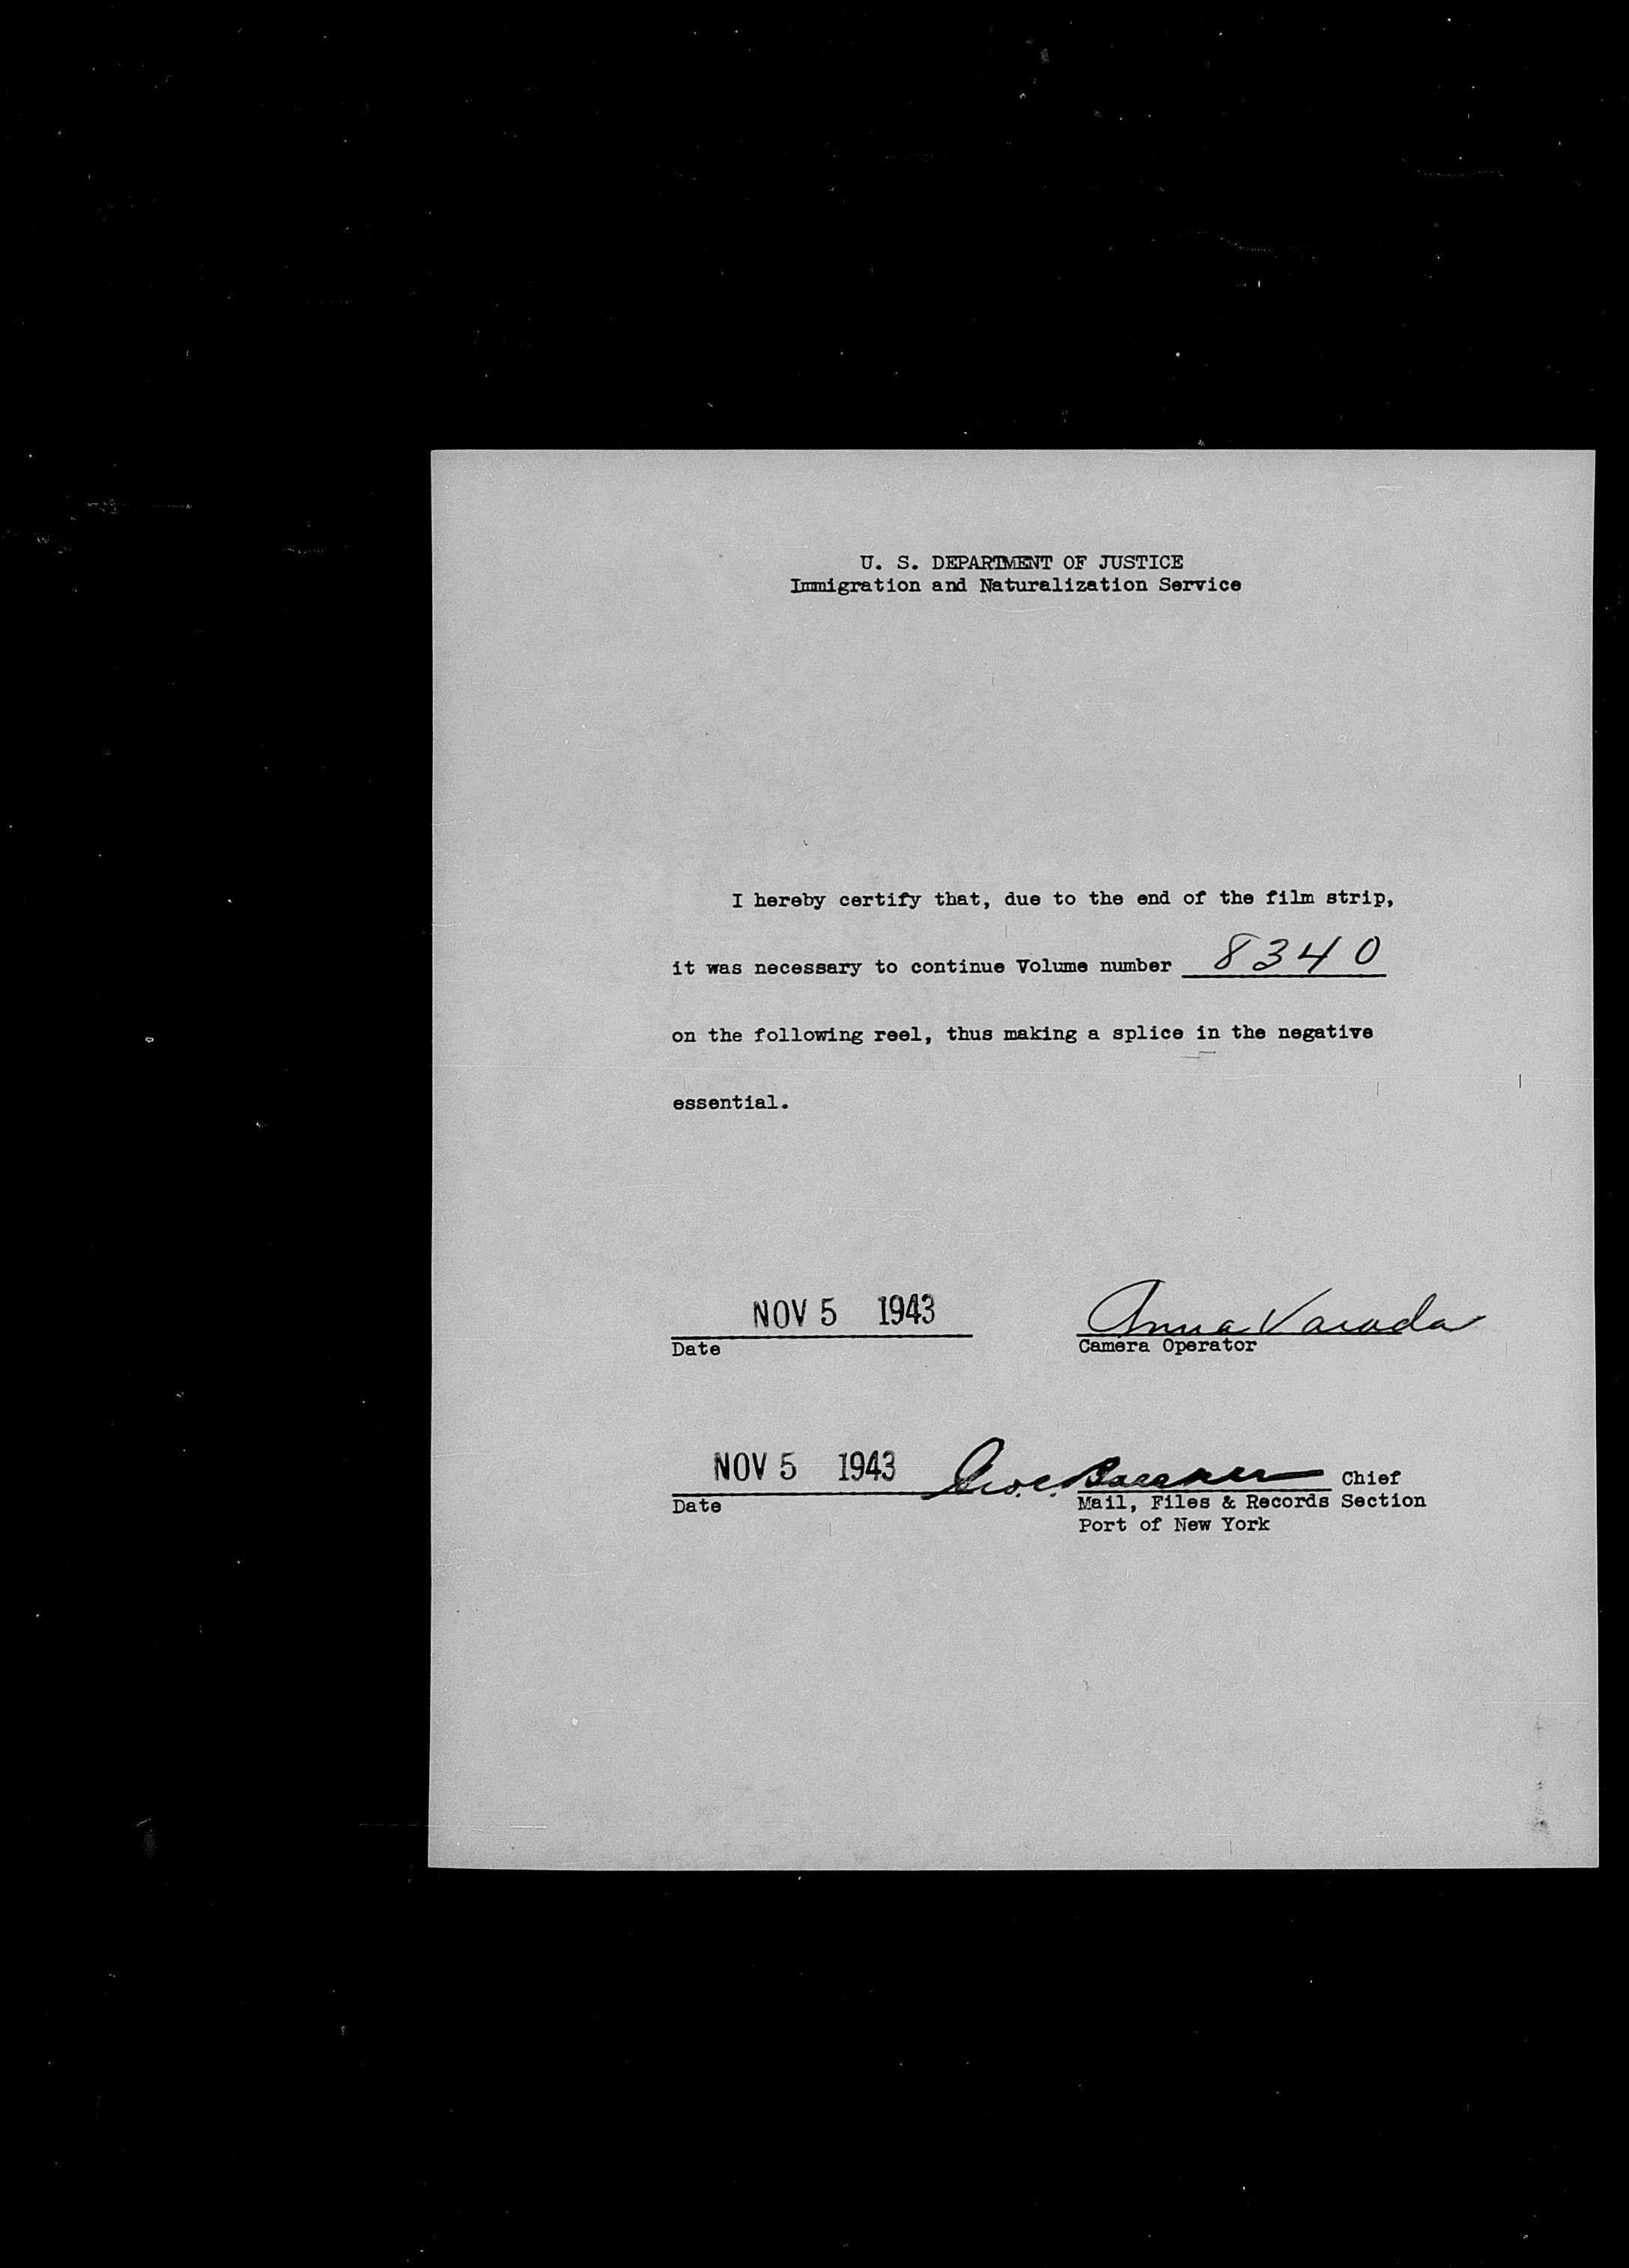 U. S. DEPARTMENT OF JUSTICE
Immigration and Naturalization Service
I hereby certify that, due to the end of the film strip,
it was necessary to continue Volume number 8340
on the following reel, thus making a splice in the negative
essential.
NOV 5 1943 Anna Varada
Date Camera Operator
NOV 5 1943 Chief
Date Mail, Files & Records Section
Port of New York